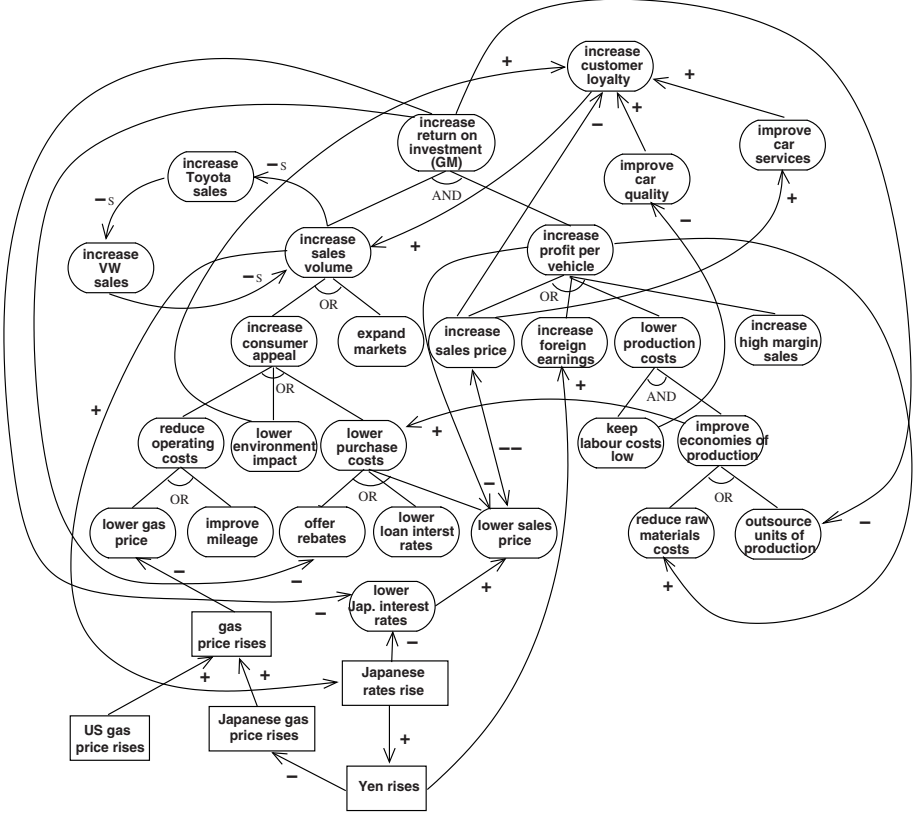 increase
customer
loyalty
+
+
increase
return on
investment
(GM)
–
+
improve
car
services
increase
Toyota
sales
– S
improve
car
quality
AND
– S
–
+
increase
VW
sales
increase
sales
volume
+
increase
profit per
vehicle
– S
OR
OR
increase
consumer
appeal
expand
markets
increase
sales price
increase
foreign
earnings
lower
production
costs
increase
high margin
sales
OR
+
AND
+
reduce
operating
costs
lower
environment
impact
lower
purchase
costs
+
keep
labour costs
low
improve
economies of
production
– –
OR
OR
–
OR
lower gas
price
improve
mileage
offer
rebates
lower
loan interst
rates
lower sales
price
reduce raw
materials
costs
outsource
units of
production
–
–
–
+
+
lower
Jap. interest
rates
–
gas
price rises
–
+
+
Japanese
rates rise
US gas
price rises
Japanese gas
price rises
+
–
Yen rises